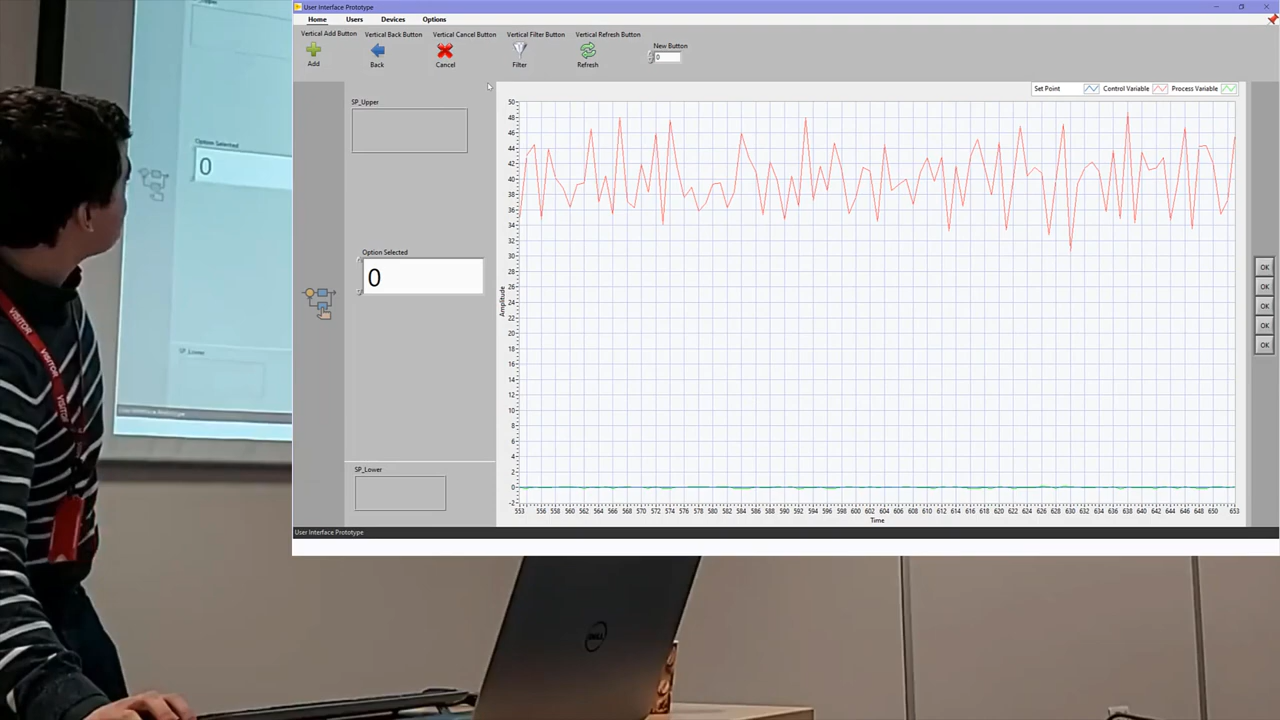 User Interface Prototype
Home Users Devices Options
Vertical Add Button Vertical Back Button Vertical Cancel Button Vertical Filter Button Vertical Refresh Button
New Button
0
Add Back Cancel Filter Refresh
SP_Upper
Option Selected
0
SP_Lower
Set Point Control Variable Process Variable
50
48
46
44
42
40
38
36
34
32
30
28
26
24
22
20
18
16
14
12
10
8
6
4
2
0
-2
Amplitude
553 556 558 560 562 564 566 568 570 572 574 576 578 580 582 584 586 588 590 592 594 596 598 600 602 604 606 608 610 612 614 616 618 620 622 624 626 628 630 632 634 636 638 640 642 644 646 648 650 653
Time
OK
OK
OK
OK
OK
User Interface Prototype
Option Selected
0
SP_Lower
User Interface Prototype
VISITOR
VISITOR
DELL